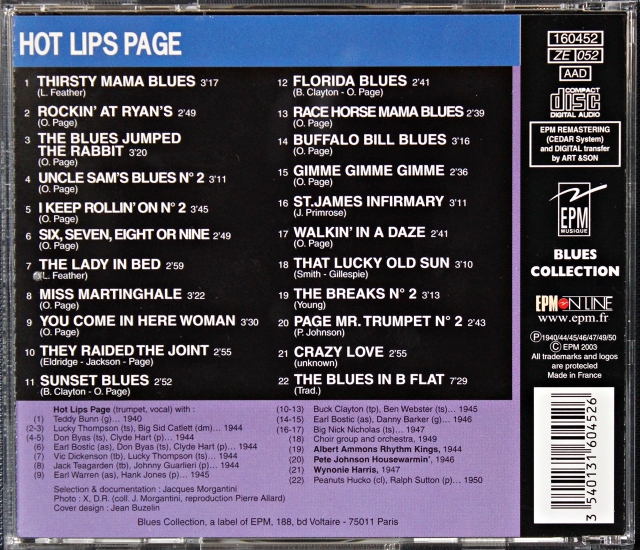 HOT LIPS PAGE
1 THIRSTY MAMA BLUES 3'17
(L. Feather)
2 ROCKIN' AT RYAN'S 2'49
(O. Page)
3 THE BLUES JUMPED
THE RABBIT 3'20
(O. Page)
4 UNCLE SAM'S BLUES N° 2 3'11
(O. Page)
5 I KEEP ROLLIN' ON N° 2 3'45
(O. Page)
6 SIX, SEVEN, EIGHT OR NINE 2'49
(O. Page)
7 THE LADY IN BED 2'59
(L. Feather)
8 MISS MARTINGHALE 3'22
(O. Page)
9 YOU COME IN HERE WOMAN 3'30
(O. Page)
10 THEY RAIDED THE JOINT 2'55
(Eldridge - Jackson - Page)
11 SUNSET BLUES 2'52
(B. Clayton - O. Page)
12 FLORIDA BLUES 2'41
(B. Clayton - O. Page)
13 RACE HORSE MAMA BLUES 2'39
(O. Page)
14 BUFFALO BILL BLUES 3'16
(O. Page)
15 GIMME GIMME GIMME 2'36
(O. Page)
16 ST.JAMES INFIRMARY 3'11
(J. Primrose)
17 WALKIN' IN A DAZE 2'41
(O. Page)
18 THAT LUCKY OLD SUN 3'10
(Smith - Gillespie)
19 THE BREAKS N° 2 3'13
(Young)
20 PAGE MR. TRUMPET N° 2 2'43
(P. Johnson)
21 CRAZY LOVE 2'55
(unknown)
22 THE BLUES IN B FLAT 7'29
(Trad.)
Hot Lips Page (trumpet, vocal) with :
(1) Teddy Bunn (g)... 1940
(2-3) Lucky Thompson (ts), Big Sid Catlett (dm)... 1944
(4-5) Don Byas (ts), Clyde Hart (p)... 1944
(6) Earl Bostic (as), Don Byas (ts), Clyde Hart (p)... 1944
(7) Vic Dickenson (tb), Lucky Thompson (ts)... 1944
(8) Jack Teagarden (tb), Johnny Guarlieri (p)... 1944
(9) Earl Warren (as), Hank Jones (p)... 1945
(10-13) Buck Clayton (tp), Ben Webster (ts)... 1945
(14-15) Earl Bostic (as), Danny Barker (g)... 1946
(16-17) Big Nick Nicholas (ts)... 1947
(18) Choir group and orchestra, 1949
(19) Albert Ammons Rhythm Kings, 1944
(20) Pete Johnson Housewarmin', 1946
(21) Wynonie Harris, 1947
(22) Peanuts Hucko (cl), Ralph Sutton (p)... 1950
Selection & documentation : Jacques Morgantini
Photo : X, D.R. (coll. J. Morgantini, reproduction Pierre Allard)
Cover design : Jean Buzelin
Blues Collection, a label of EPM, 188, bd Voltaire - 75011 Paris
160452
ZE 052
AAD
COMPACT
disc
DIGITAL AUDIO
EPM REMASTERING
(CEDAR System)
and DIGITAL transfer
by ART &SON
EPM
MUSIQUE
BLUES
COLLECTION
EPM ONLINE
www.epm.fr
℗1940/44/45/46/47/49/50
© EPM 2003
All trademarks and logos
are protected
Made in France
3 540131 604526